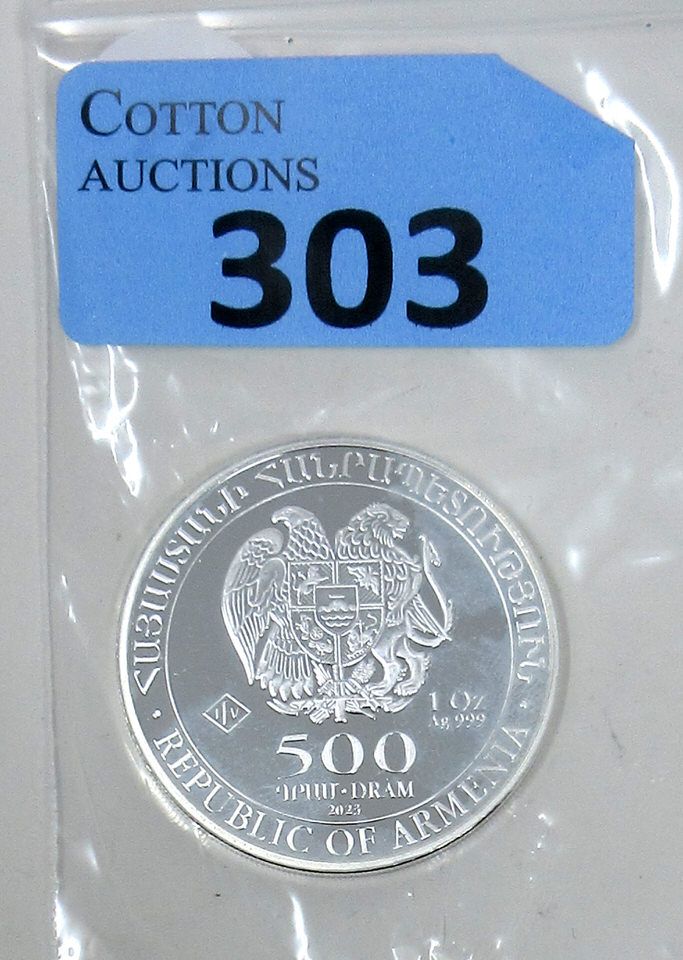 COTTON
AUCTIONS
303
ՀԱՅԱՍՏԱՆԻ ՀԱՆՐԱՊԵՏՈՒԹՅՈՒՆ
1 Oz
Ag 999
500
ԴՐԱՄ · DRAM
2023
· REPUBLIC OF ARMENIA ·